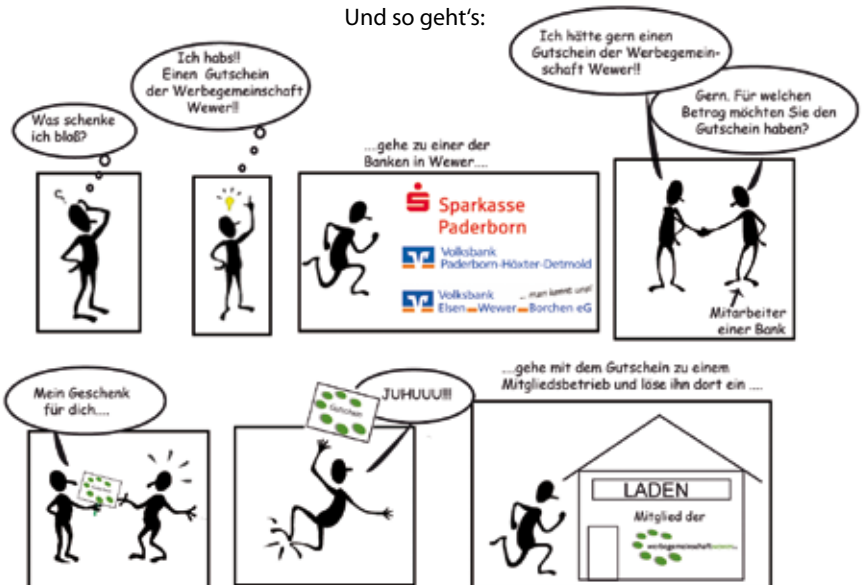 Und so geht's:
Was schenke
ich bloß?
Ich habs!!
Einen Gutschein
der Werbegemeinschaft
Wewer!!
....gehe zu einer der
Banken in Wewer....
Sparkasse
Paderborn
Volksbank
Paderborn-Höxter-Detmold
Volksbank
... man kennt uns!
Elsen-Wewer-Borchen eG
Ich hätte gern einen
Gutschein der Werbegemein-
schaft Wewer!!
Gern. Für welchen
Betrag möchten Sie den
Gutschein haben?
Mitarbeiter
einer Bank
Mein Geschenk
für dich....
Gutschein
JUHUUU!!!
....gehe mit dem Gutschein zu einem
Mitgliedsbetrieb und löse ihn dort ein ....
LADEN
Mitglied der
werbegemeinschaftwewer